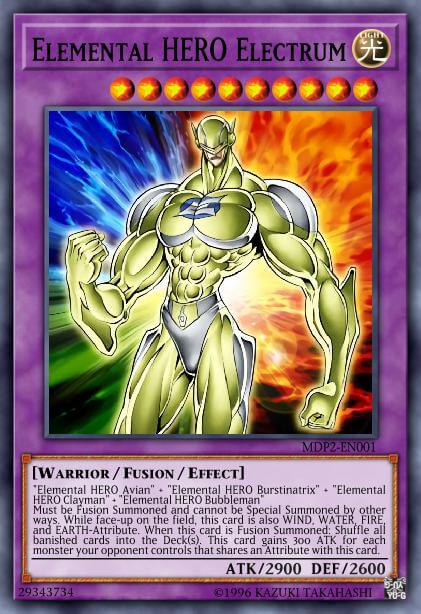 Elemental HERO Electrum
LIGHT
光
MDP2-EN001
[Warrior / Fusion / Effect]
"Elemental HERO Avian" + "Elemental HERO Burstinatrix" + "Elemental
HERO Clayman" + "Elemental HERO Bubbleman"
Must be Fusion Summoned and cannot be Special Summoned by other
ways. While face-up on the field, this card is also WIND, WATER, FIRE,
and EARTH-Attribute. When this card is Fusion Summoned: Shuffle all
banished cards into the Deck(s). This card gains 300 ATK for each
monster your opponent controls that shares an Attribute with this card.
ATK/2900 DEF/2600
29343734 ©1996 KAZUKI TAKAHASHI